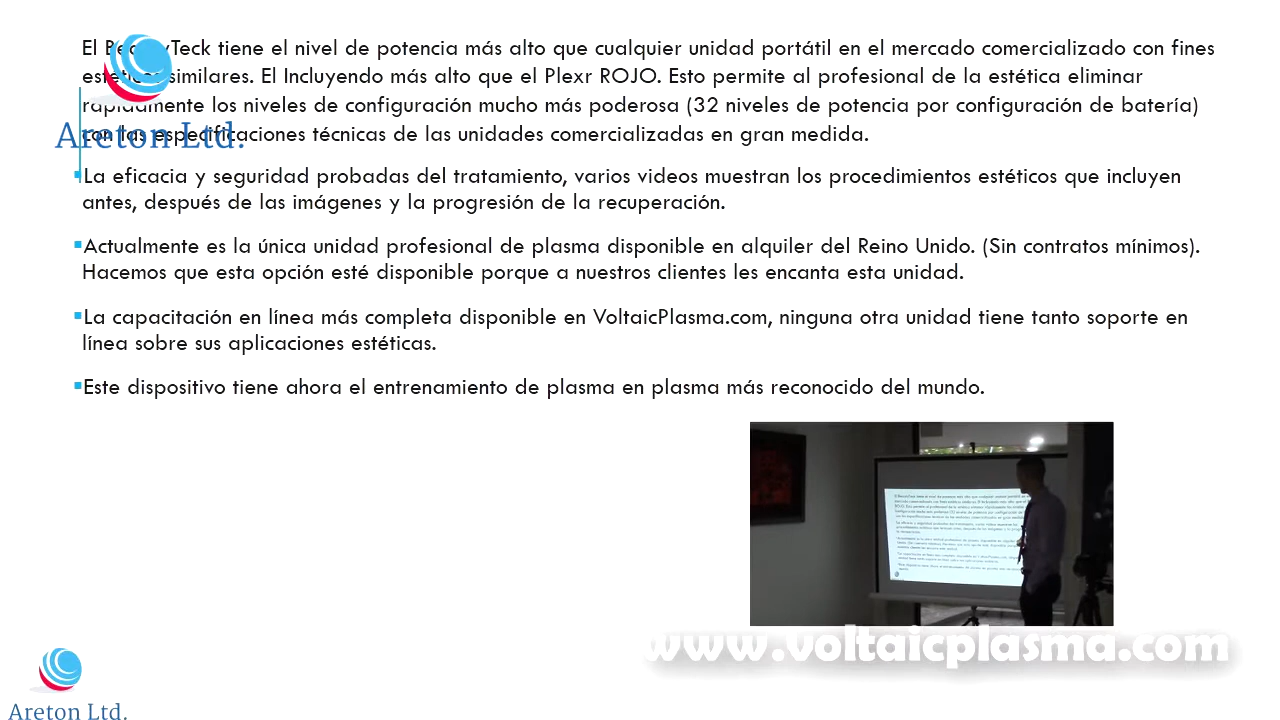 El BeautyTeck tiene el nivel de potencia más alto que cualquier unidad portátil en el mercado comercializado con fines
estéticos similares. El Incluyendo más alto que el Plexr ROJO. Esto permite al profesional de la estética eliminar
rápidamente los niveles de configuración mucho más poderosa (32 niveles de potencia por configuración de batería)
con las especificaciones técnicas de las unidades comercializadas en gran medida.
Areton Ltd.
La eficacia y seguridad probadas del tratamiento, varios videos muestran los procedimientos estéticos que incluyen
antes, después de las imágenes y la progresión de la recuperación.
Actualmente es la única unidad profesional de plasma disponible en alquiler del Reino Unido. (Sin contratos mínimos).
Hacemos que esta opción esté disponible porque a nuestros clientes les encanta esta unidad.
La capacitación en línea más completa disponible en VoltaicPlasma.com, ninguna otra unidad tiene tanto soporte en
línea sobre sus aplicaciones estéticas.
Este dispositivo tiene ahora el entrenamiento de plasma en plasma más reconocido del mundo.
www.voltaicplasma.com
Areton Ltd.